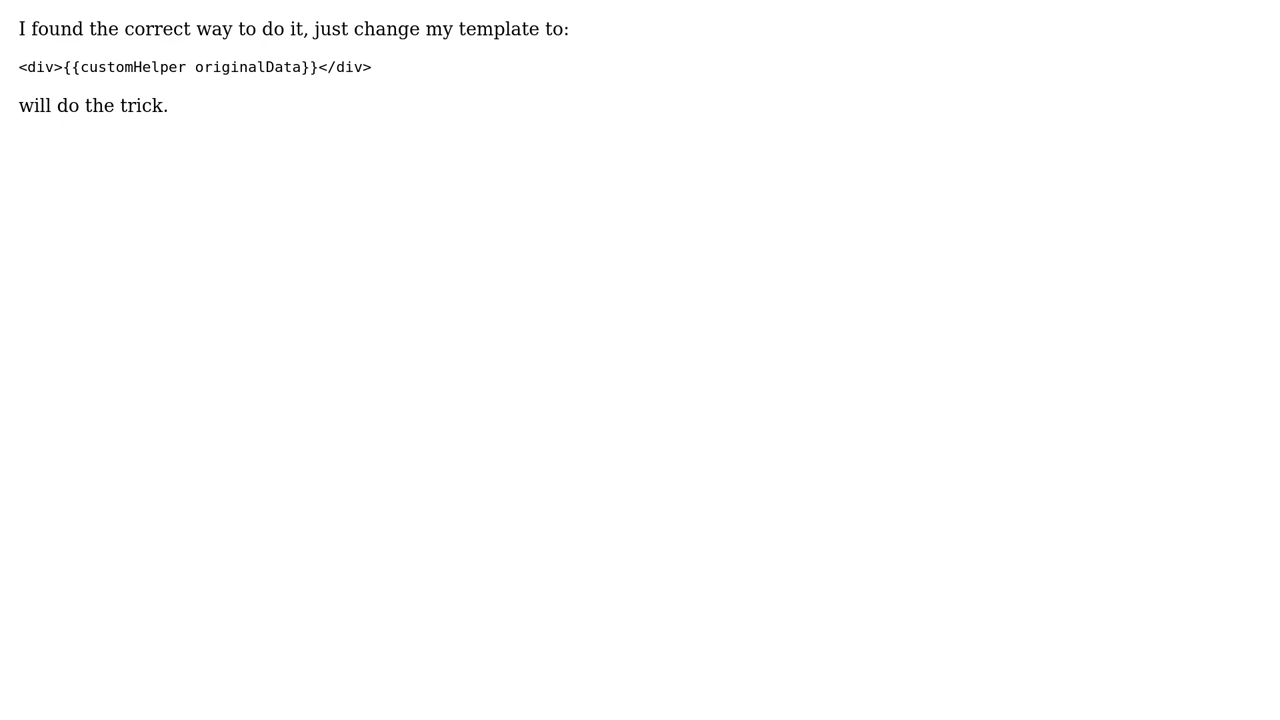 I found the correct way to do it, just change my template to:
<div>{{customHelper originalData}}</div>
will do the trick.